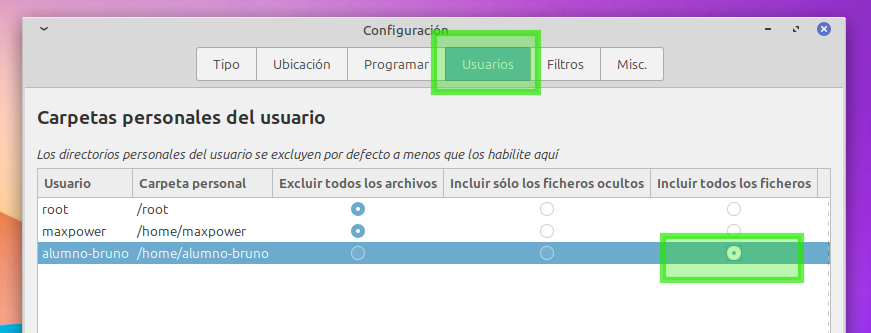 Configuración
Tipo Ubicación Programar Usuarios Filtros Misc.
Carpetas personales del usuario
Los directorios personales del usuario se excluyen por defecto a menos que los habilite aquí
Usuario Carpeta personal Excluir todos los archivos Incluir sólo los ficheros ocultos Incluir todos los ficheros
root /root
maxpower /home/maxpower
alumno-bruno /home/alumno-bruno